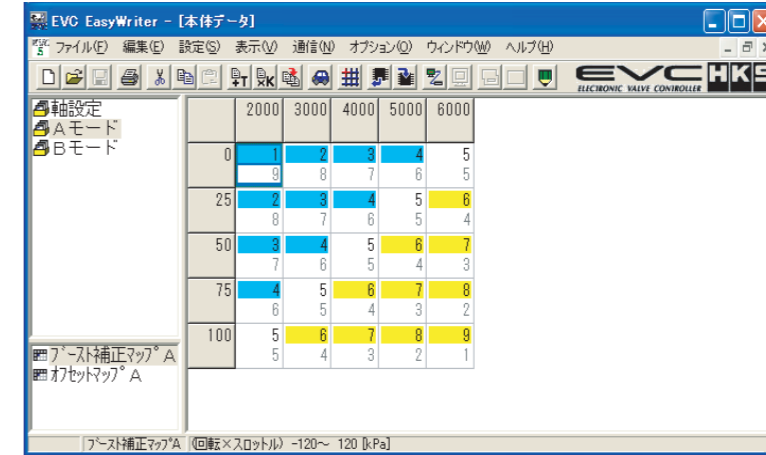 EVC EasyWriter - [本体データ]
ファイル(F) 編集(E) 設定(S) 表示(V) 通信(N) オプション(O) ウィンドウ(W) ヘルプ(H)
EVC HKS
ELECTRONIC VALVE CONTROLLER
軸設定
Aモード
Bモード
ブースト補正マップA
オフセットマップA
2000 3000 4000 5000 6000
0 1 2 3 4 5
9 8 7 6 5
25 2 3 4 5 6
8 7 6 5 4
50 3 4 5 6 7
7 6 5 4 3
75 4 5 6 7 8
6 5 4 3 2
100 5 6 7 8 9
5 4 3 2 1
ブースト補正マップA (回転×スロットル) -120~ 120 [kPa]